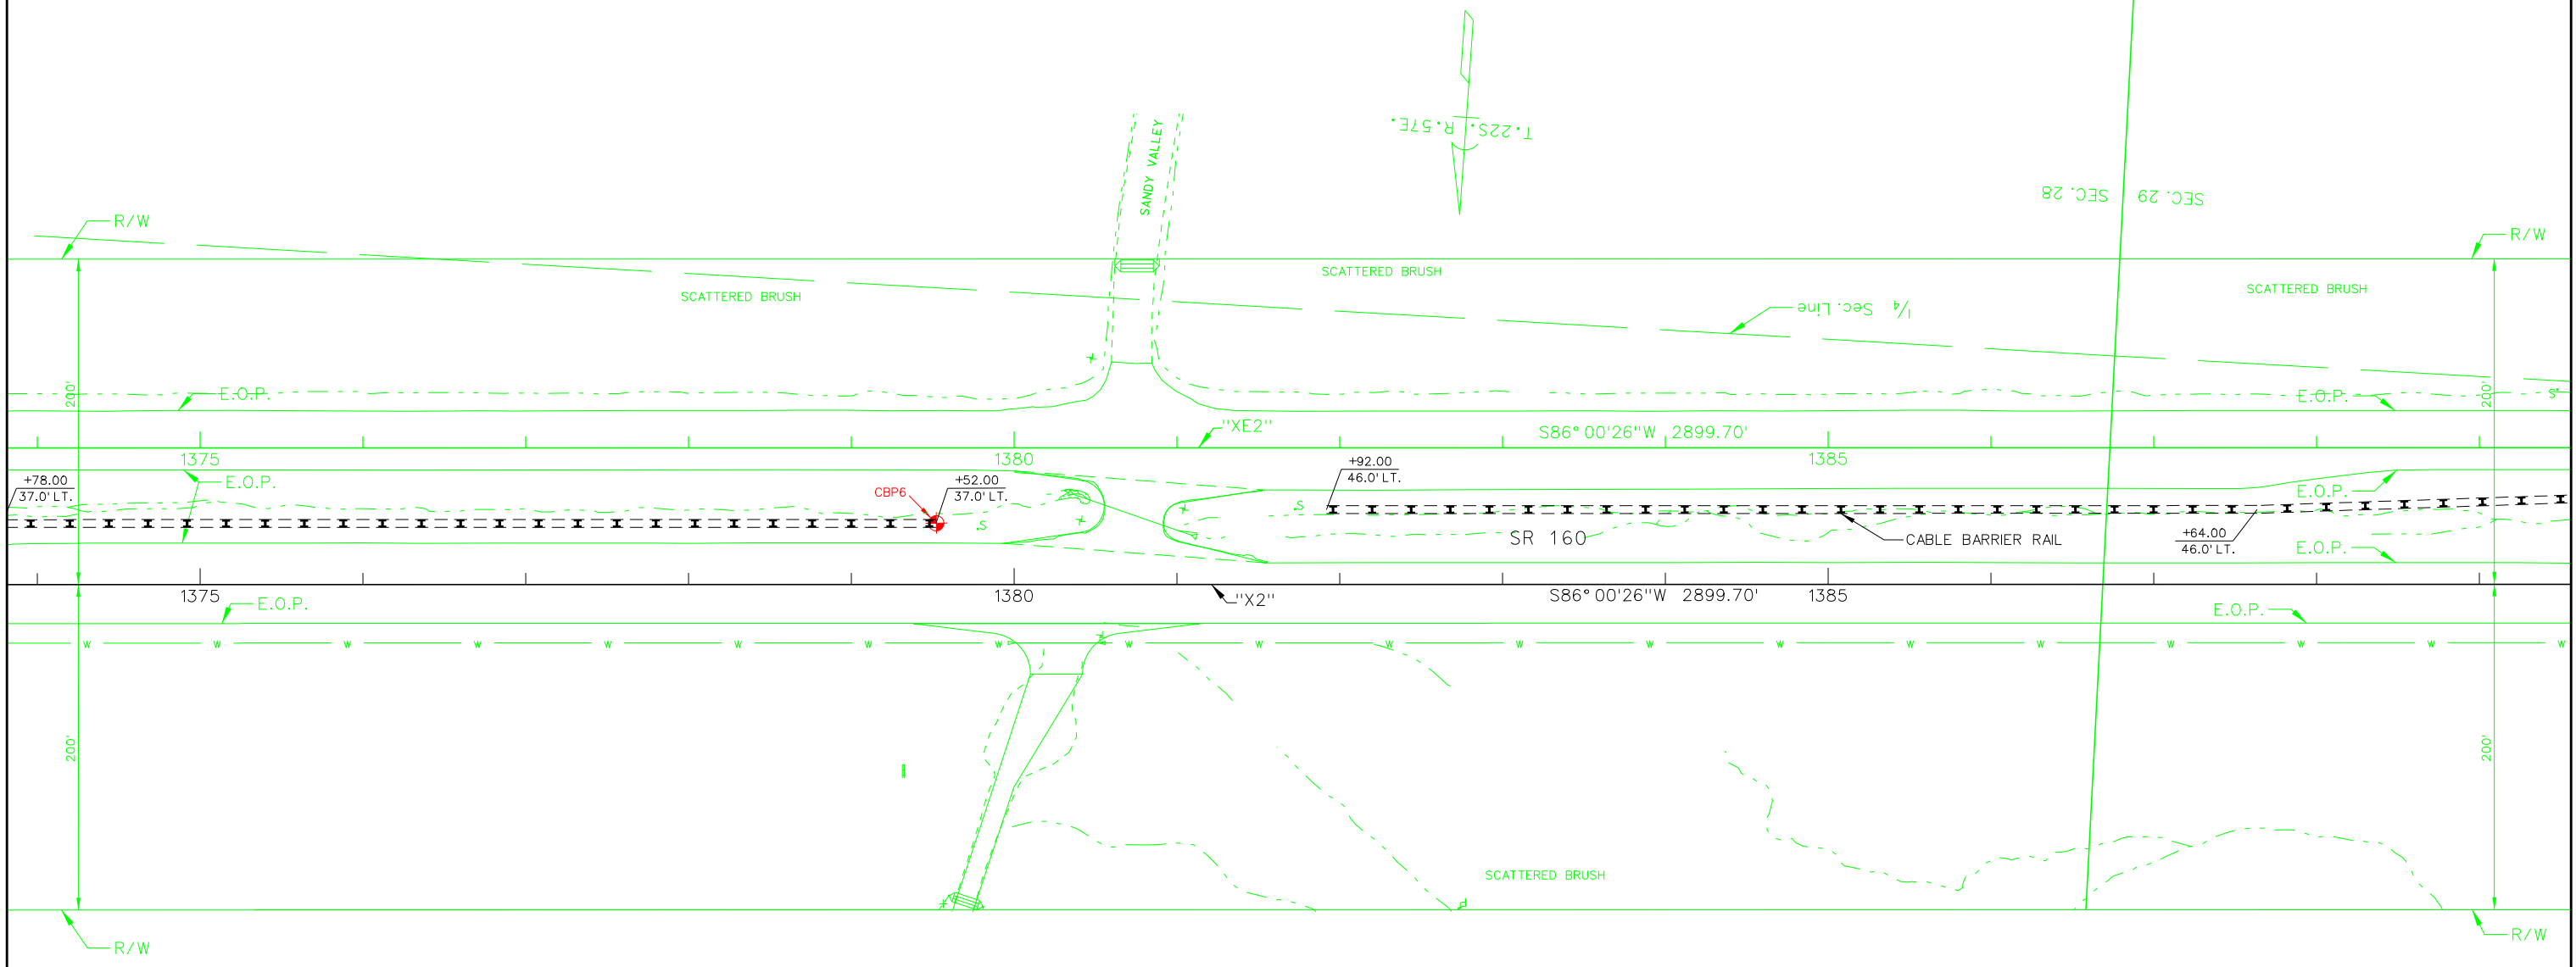 T.22S. R.57E.
SANDY VALLEY
SEC. 28
SEC. 29
R/W
R/W
SCATTERED BRUSH
SCATTERED BRUSH
SCATTERED BRUSH
1/4 Sec. Line
200'
E.O.P.
E.O.P.
200'
S
"XE2"
S86°00'26"W 2899.70'
1375
1380
1385
+78.00
37.0' LT.
E.O.P.
CBP6
+52.00
37.0' LT.
S
+92.00
46.0' LT.
S
E.O.P.
SR 160
CABLE BARRIER RAIL
+64.00
46.0' LT.
E.O.P.
1375
1380
1385
E.O.P.
"X2"
S86°00'26"W 2899.70'
E.O.P.
W W W W W W W W W W W W W W W W W W W W
200'
200'
SCATTERED BRUSH
P
R/W
R/W